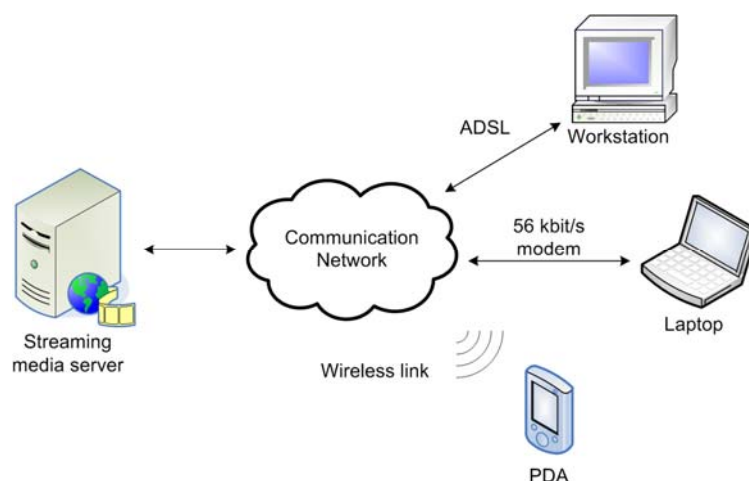 ADSL
Workstation
Communication
Network
56 kbit/s
modem
Streaming
media server
Laptop
Wireless link
PDA